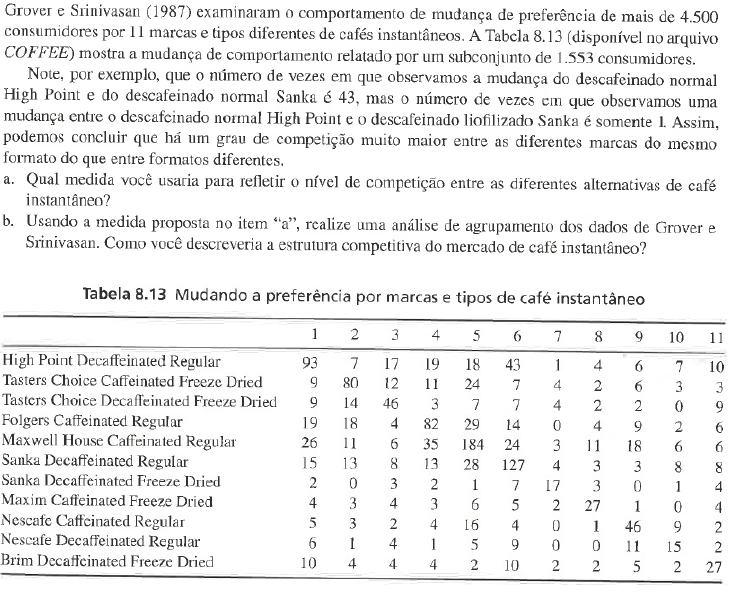 Grover e Srinivasan (1987) examinaram o comportamento de mudança de preferência de mais de 4.500
consumidores por 11 marcas e tipos diferentes de cafés instantâneos. A Tabela 8.13 (disponível no arquivo
COFFEE) mostra a mudança de comportamento relatado por um subconjunto de 1.553 consumidores.
Note, por exemplo, que o número de vezes em que observamos a mudança do descafeinado normal
High Point e do descafeinado normal Sanka é 43, mas o número de vezes em que observamos uma
mudança entre o descafeinado normal High Point e o descafeinado liofilizado Sanka é somente 1. Assim,
podemos concluir que há um grau de competição muito maior entre as diferentes marcas do mesmo
formato do que entre formatos diferentes.
a. Qual medida você usaria para refletir o nível de competição entre as diferentes alternativas de café
instantâneo?
b. Usando a medida proposta no item “a”, realize uma análise de agrupamento dos dados de Grover e
Srinivasan. Como você descreveria a estrutura competitiva do mercado de café instantâneo?
Tabela 8.13 Mudando a preferência por marcas e tipos de café instantâneo
1 2 3 4 5 6 7 8 9 10 11
High Point Decaffeinated Regular 93 7 17 19 18 43 1 4 6 7 10
Tasters Choice Caffeinated Freeze Dried 9 80 12 11 24 7 4 2 6 3 3
Tasters Choice Decaffeinated Freeze Dried 9 14 46 3 7 7 4 2 2 0 9
Folgers Caffeinated Regular 19 18 4 82 29 14 0 4 9 2 6
Maxwell House Caffeinated Regular 26 11 6 35 184 24 3 11 18 6 6
Sanka Decaffeinated Regular 15 13 8 13 28 127 4 3 3 8 8
Sanka Decaffeinated Freeze Dried 2 0 3 2 1 7 17 3 0 1 4
Maxim Caffeinated Freeze Dried 4 3 4 3 6 5 2 27 1 0 4
Nescafe Caffeinated Regular 5 3 2 4 16 4 0 1 46 9 2
Nescafe Decaffeinated Regular 6 1 4 1 5 9 0 0 11 15 2
Brim Decaffeinated Freeze Dried 10 4 4 4 2 10 2 2 5 2 27